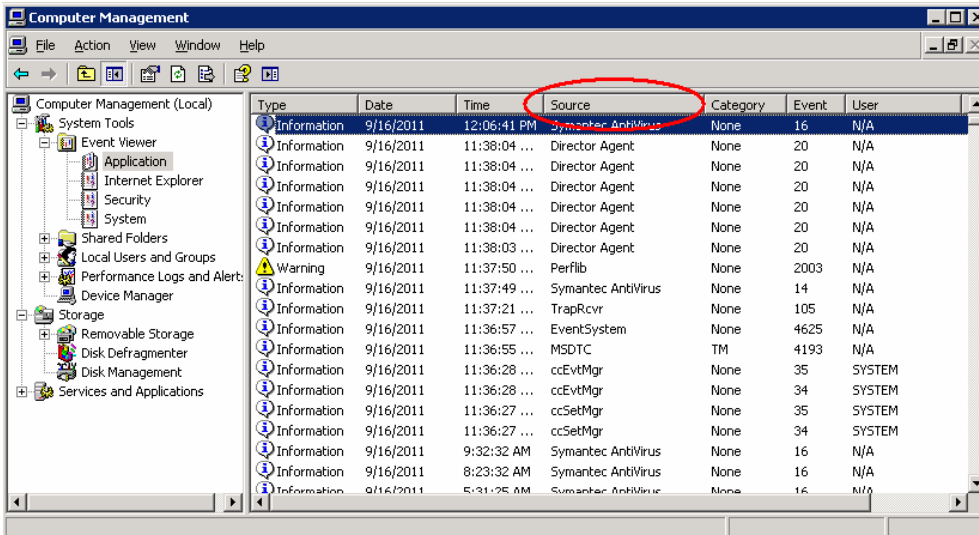 Computer Management
File Action View Window Help
Computer Management (Local)
System Tools
Event Viewer
Application
Internet Explorer
Security
System
Shared Folders
Local Users and Groups
Performance Logs and Alert:
Device Manager
Storage
Removable Storage
Disk Defragmenter
Disk Management
Services and Applications
Type Date Time Source Category Event User
Information 9/16/2011 12:06:41 PM Symantec AntiVirus None 16 N/A
Information 9/16/2011 11:38:04 ... Director Agent None 20 N/A
Information 9/16/2011 11:38:04 ... Director Agent None 20 N/A
Information 9/16/2011 11:38:04 ... Director Agent None 20 N/A
Information 9/16/2011 11:38:04 ... Director Agent None 20 N/A
Information 9/16/2011 11:38:03 ... Director Agent None 20 N/A
Warning 9/16/2011 11:37:50 ... Perflib None 2003 N/A
Information 9/16/2011 11:37:49 ... Symantec AntiVirus None 14 N/A
Information 9/16/2011 11:37:21 ... TrapRcvr None 105 N/A
Information 9/16/2011 11:36:57 ... EventSystem None 4625 N/A
Information 9/16/2011 11:36:55 ... MSDTC TM 4193 N/A
Information 9/16/2011 11:36:28 ... ccEvtMgr None 35 SYSTEM
Information 9/16/2011 11:36:28 ... ccEvtMgr None 34 SYSTEM
Information 9/16/2011 11:36:27 ... ccSetMgr None 35 SYSTEM
Information 9/16/2011 11:36:27 ... ccSetMgr None 34 SYSTEM
Information 9/16/2011 9:32:32 AM Symantec AntiVirus None 16 N/A
Information 9/16/2011 8:23:32 AM Symantec AntiVirus None 16 N/A
Information 9/16/2011 5:31:25 AM Symantec AntiVirus None 16 N/A